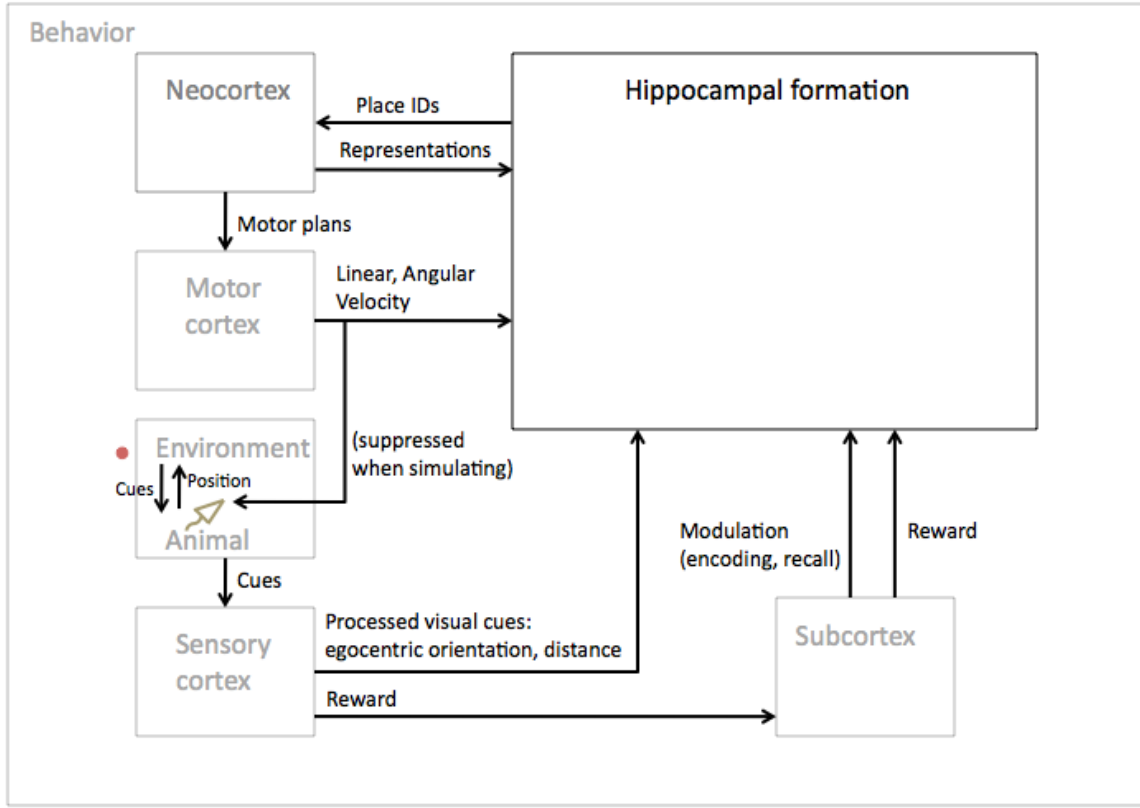 Behavior
Neocortex
Hippocampal formation
Place IDs
Representations
Motor plans
Motor
cortex
Linear, Angular
Velocity
Environment
(suppressed
when simulating)
Cues
Position
Animal
Cues
Modulation
(encoding, recall)
Reward
Sensory
cortex
Processed visual cues:
egocentric orientation, distance
Reward
Subcortex